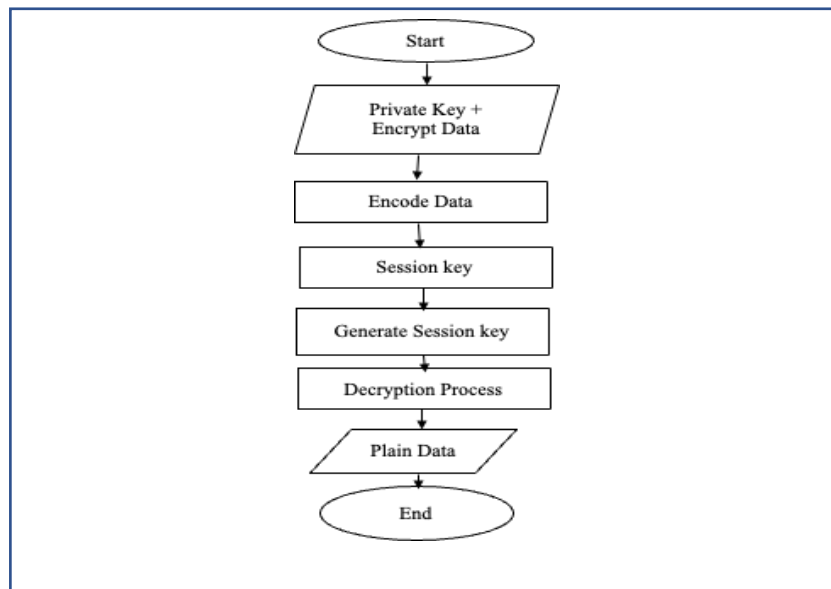 Start
Private Key +
Encrypt Data
Encode Data
Session key
Generate Session key
Decryption Process
Plain Data
End